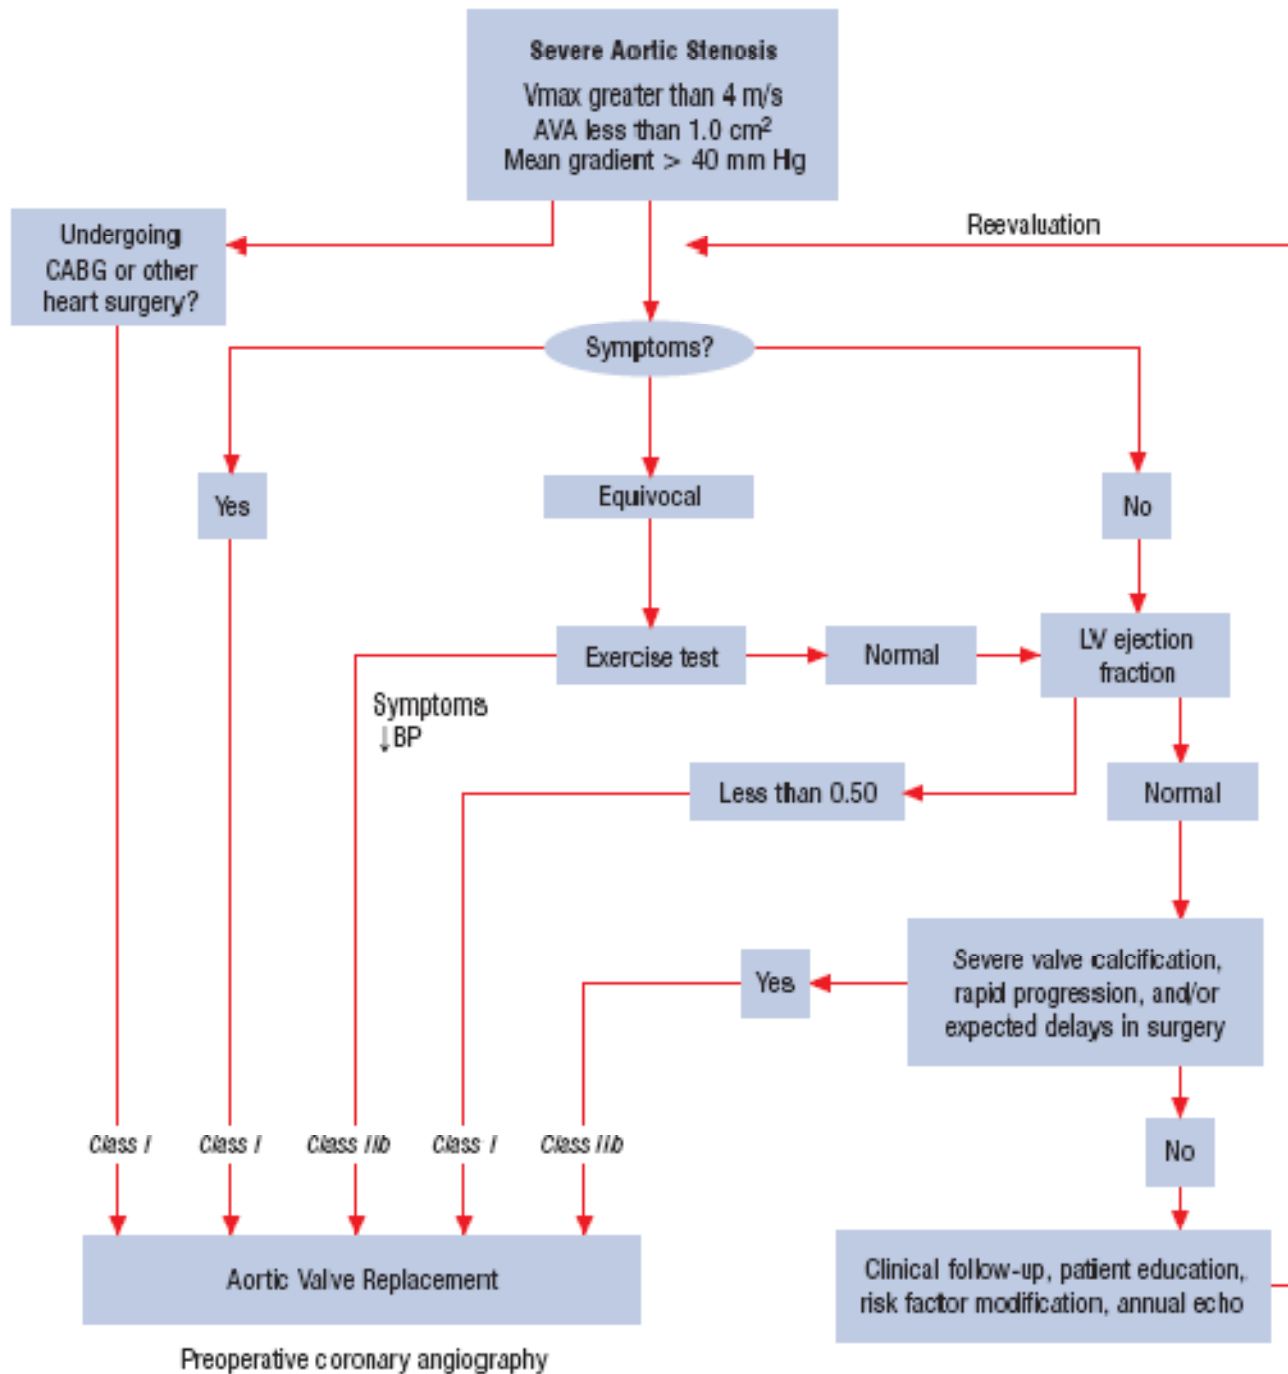 Severe Aortic Stenosis
Vmax greater than 4 m/s
AVA less than 1.0 cm²
Mean gradient > 40 mm Hg
Undergoing
CABG or other
heart surgery?
Reevaluation
Symptoms?
Yes
Equivocal
No
Exercise test
Normal
LV ejection
fraction
Symptoms
↓BP
Less than 0.50
Normal
Yes
Severe valve calcification,
rapid progression, and/or
expected delays in surgery
Class I
Class I
Class IIb
Class I
Class IIb
No
Aortic Valve Replacement
Clinical follow-up, patient education,
risk factor modification, annual echo
Preoperative coronary angiography